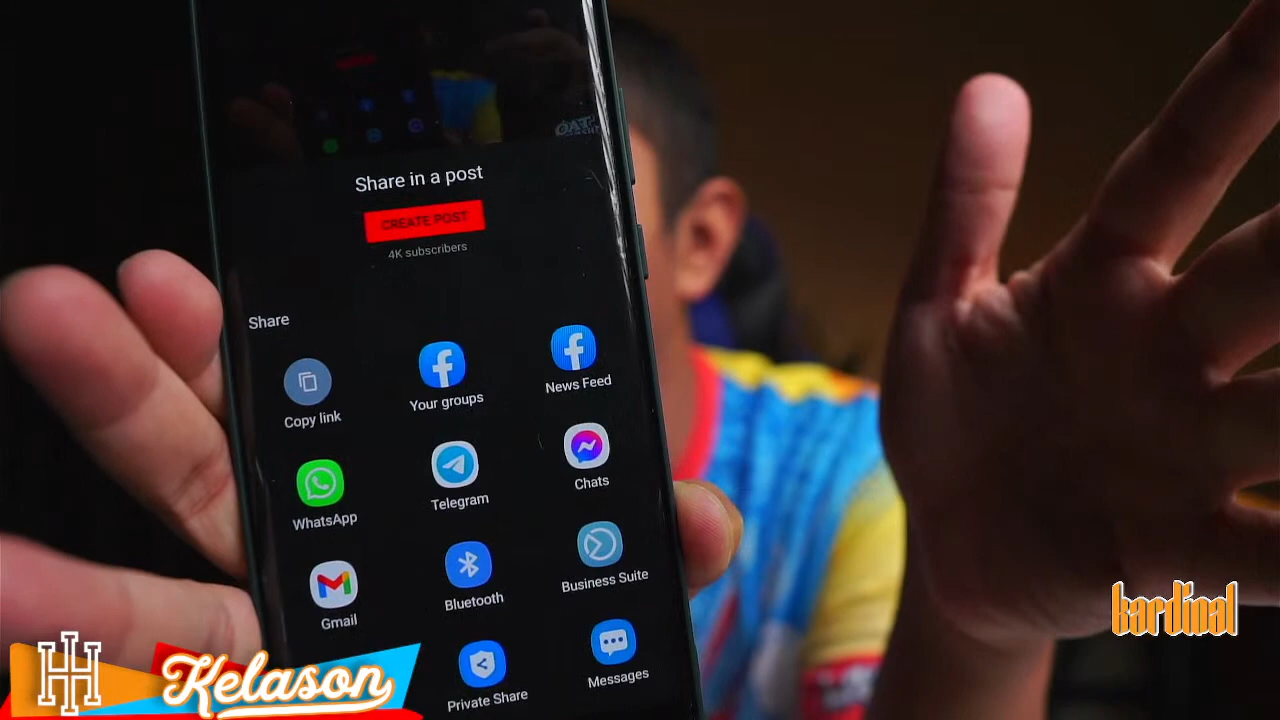 Share in a post
CREATE POST
4K subscribers
Share
Copy link
Your groups
News Feed
WhatsApp
Telegram
Chats
Gmail
Bluetooth
Business Suite
Private Share
Messages
kardinal
Kelason